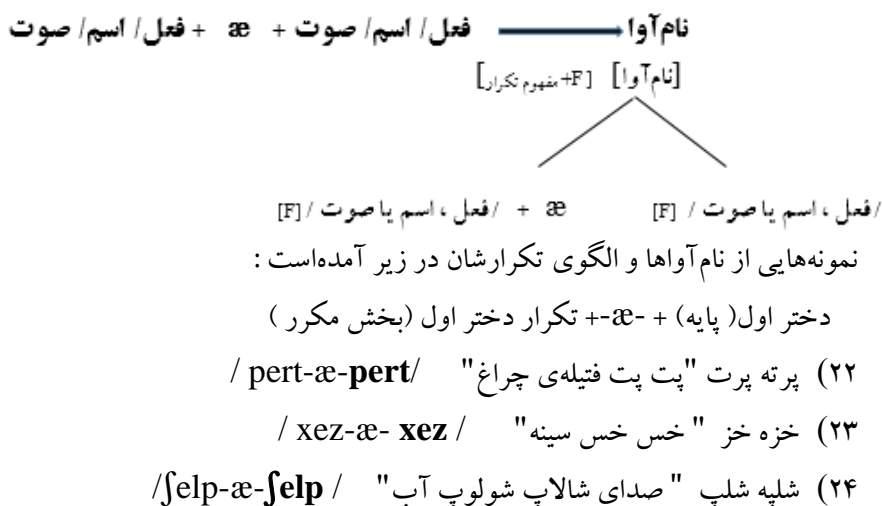 نام‌آوا ⟶ فعل/ اسم/ صوت + æ + فعل/ اسم/ صوت
[نام‌آوا] [F+مفهوم تکرار]
/فعل ، اسم یا صوت / [F] æ + /فعل ، اسم یا صوت / [F]
نمونه‌هایی از نام‌آواها و الگوی تکرارشان در زیر آمده‌است :
دختر اول( پایه) + -æ-+ تکرار دختر اول (بخش مکرر )
۲۲) پرته پرت "پت پت فتیله‌ی چراغ" / pert-æ-pert/
۲۳) خزه خز " خس خس سینه" / xez-æ- xez /
۲۴) شلپه شلپ " صدای شالاپ شولوپ آب" / ʃelp-æ-ʃelp/